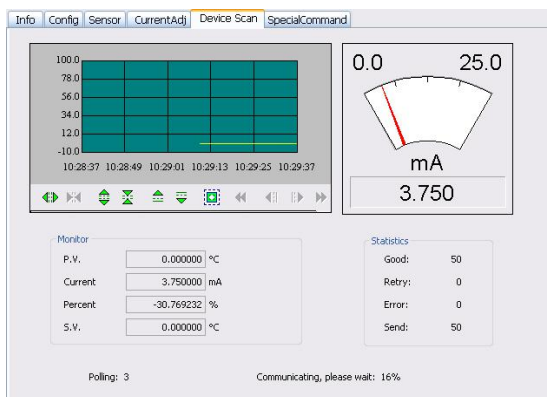 Info Config Sensor CurrentAdj Device Scan SpecialCommand
100.0
78.0
56.0
34.0
12.0
-10.0
10:28:37 10:28:49 10:29:01 10:29:13 10:29:25 10:29:37
0.0 25.0
mA
3.750
Monitor
P.V. 0.000000 °C
Current 3.750000 mA
Percent -30.769232 %
S.V. 0.000000 °C
Statistics
Good: 50
Retry: 0
Error: 0
Send: 50
Polling: 3 Communicating, please wait: 16%